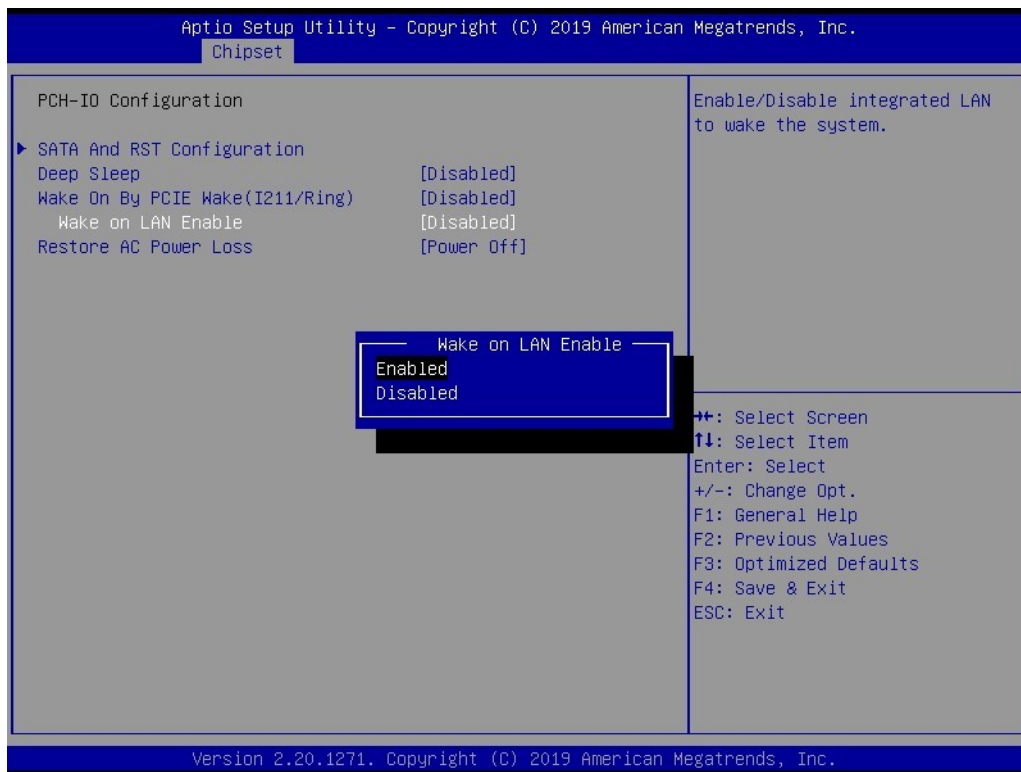 Aptio Setup Utility – Copyright (C) 2019 American Megatrends, Inc.
Chipset
PCH-IO Configuration
▶ SATA And RST Configuration
Deep Sleep [Disabled]
Wake On By PCIE Wake(I211/Ring) [Disabled]
Wake on LAN Enable [Disabled]
Restore AC Power Loss [Power Off]
Enable/Disable integrated LAN
to wake the system.
Wake on LAN Enable
Enabled
Disabled
→←: Select Screen
↑↓: Select Item
Enter: Select
+/-: Change Opt.
F1: General Help
F2: Previous Values
F3: Optimized Defaults
F4: Save & Exit
ESC: Exit
Version 2.20.1271. Copyright (C) 2019 American Megatrends, Inc.